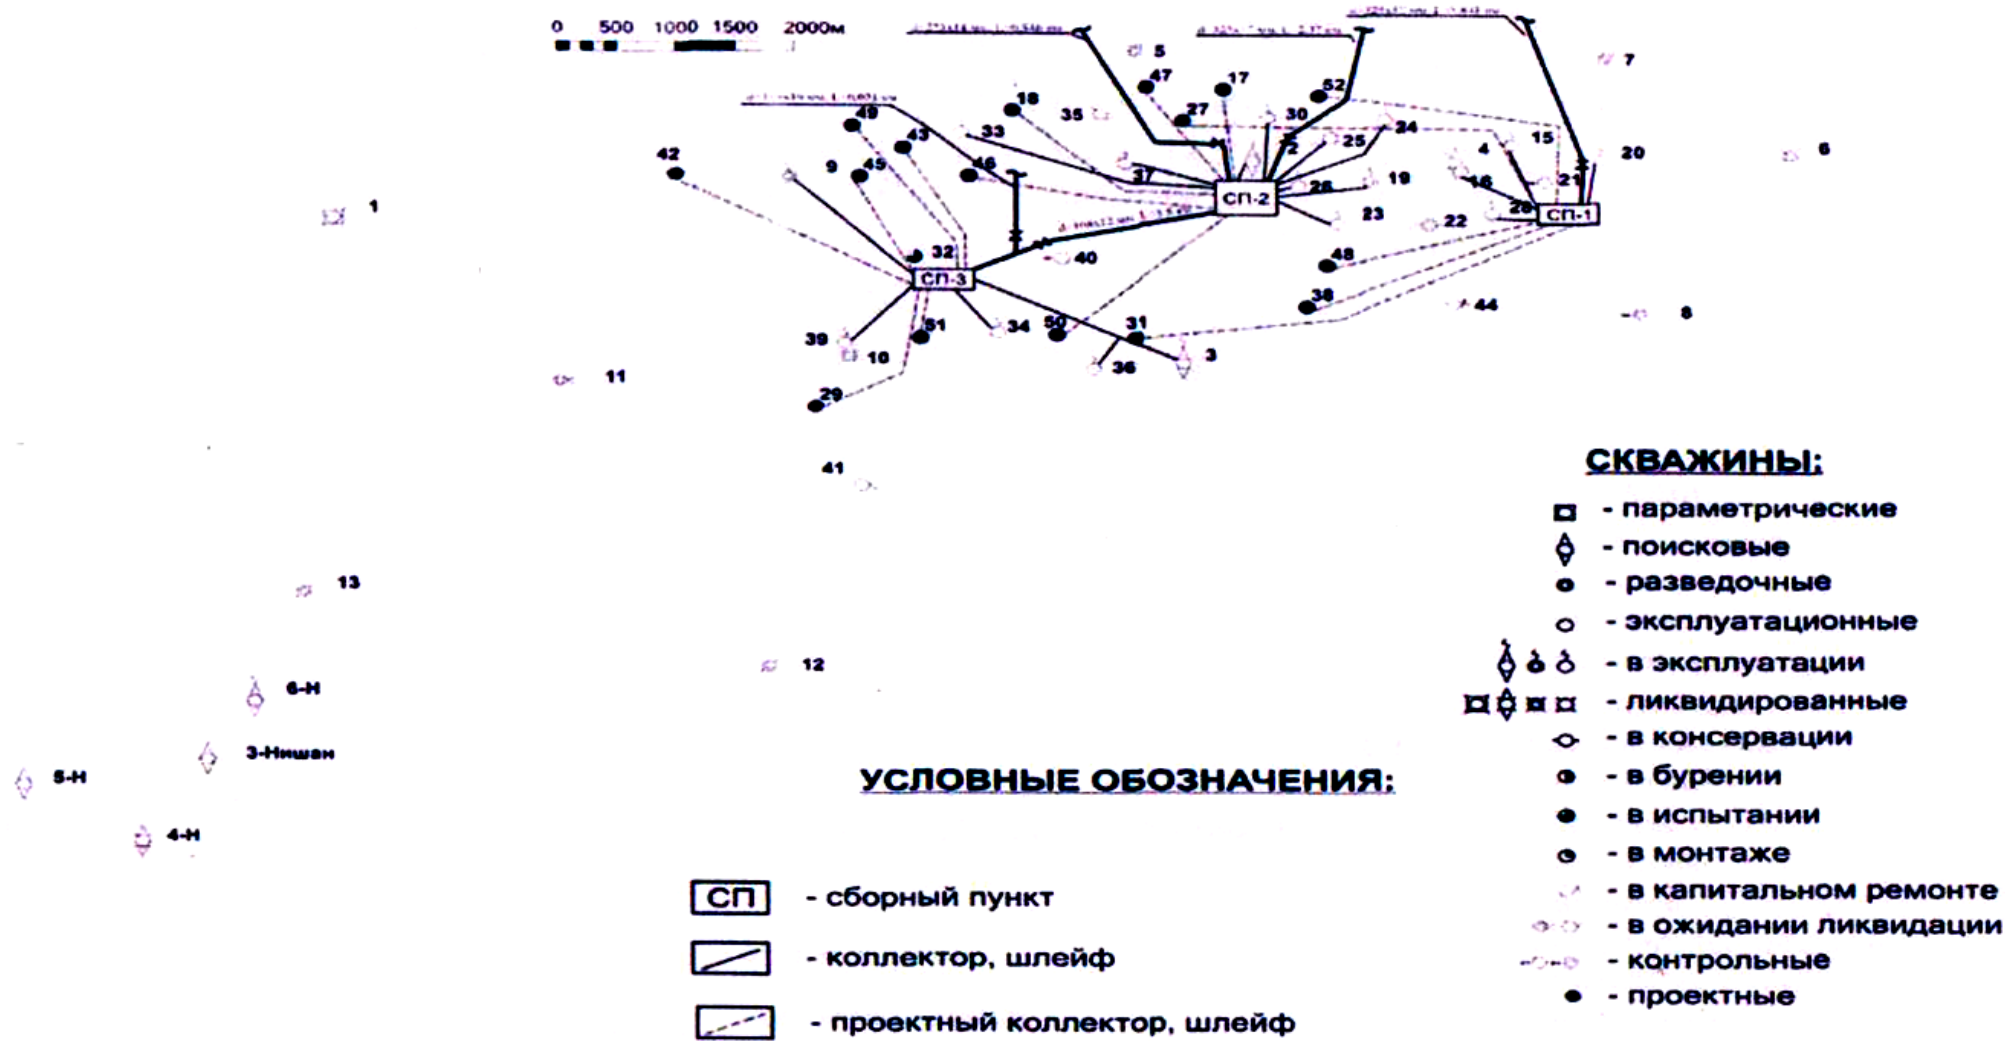 0 500 1000 1500 2000м
5
7
47
17
52
18
35
27
30
24
49
33
25
15
43
2
4
20
6
42
9
45
46
37
26
19
16
21
1
СП-2
23
22
28
СП-1
32
40
48
СП-3
38
44
8
39
51
34
50
31
10
36
3
11
29
41
13
12
6-Н
3-Нишан
5-Н
4-Н
СКВАЖИНЫ:
- параметрические
- поисковые
- разведочные
- эксплуатационные
- в эксплуатации
- ликвидированные
- в консервации
- в бурении
- в испытании
- в монтаже
- в капитальном ремонте
- в ожидании ликвидации
- контрольные
- проектные
УСЛОВНЫЕ ОБОЗНАЧЕНИЯ:
СП - сборный пункт
- коллектор, шлейф
- проектный коллектор, шлейф